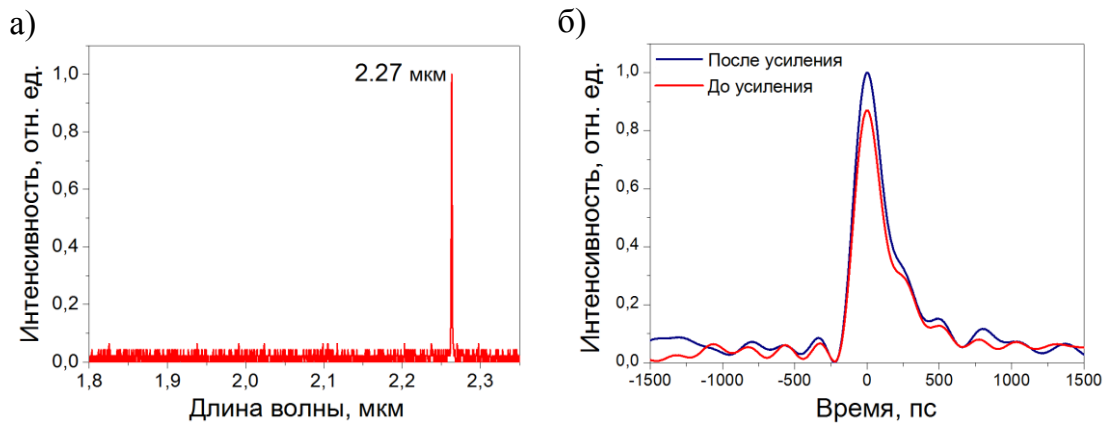 а)
б)
Интенсивность, отн. ед.
1,0
0,8
0,6
0,4
0,2
0,0
2.27 мкм
1,8
1,9
2,0
2,1
2,2
2,3
Длина волны, мкм
Интенсивность, отн. ед.
1,0
0,8
0,6
0,4
0,2
0,0
После усиления
До усиления
-1500
-1000
-500
0
500
1000
1500
Время, пс